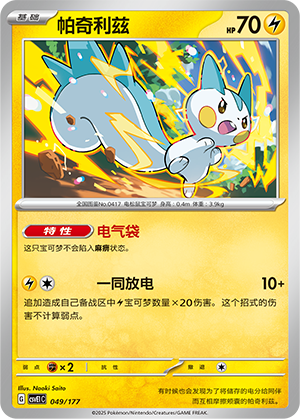 基础 帕奇利兹 HP70
全国图鉴No.0417 电松鼠宝可梦 身高：0.4m 体重：3.9kg
特性 电气袋
这只宝可梦不会陷入麻痹状态。
一同放电 10+
追加造成自己备战区中宝可梦数量×20伤害。这个招式的伤害不计算弱点。
弱点 ×2 抗性 撤退
Illus. Naoki Saito
G 049/177
有时候也会发现为了将储存的电分给同伴
而互相摩擦颊囊的帕奇利兹。
©2025 Pokémon/Nintendo/Creatures/GAME FREAK.